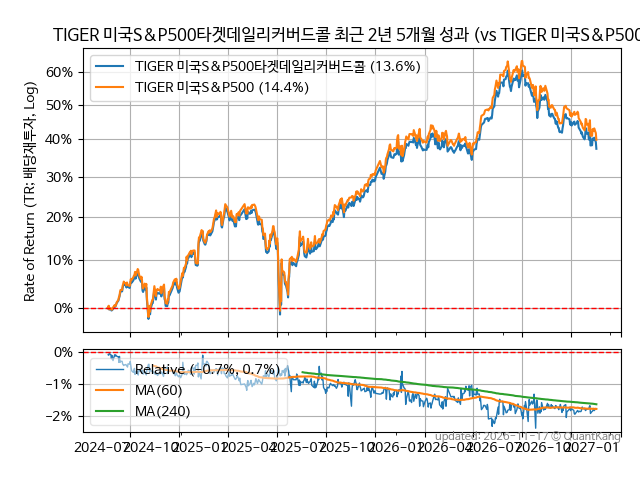 TIGER 미국S&P500타겟데일리커버드콜 최근 2년 5개월 성과 (vs TIGER 미국S&P500
TIGER 미국S&P500타겟데일리커버드콜 (13.6%)
TIGER 미국S&P500 (14.4%)
Rate of Return (TR: 배당재투자, Log)
60%
50%
40%
30%
20%
10%
0%
Relative (-0.7%, 0.7%)
MA(60)
MA(240)
0%
−1%
−2%
updated: 2026-11-17 © QuantKang
2024-07
2024-10
2025-01
2025-04
2025-07
2025-10
2026-01
2026-04
2026-07
2026-10
2027-01